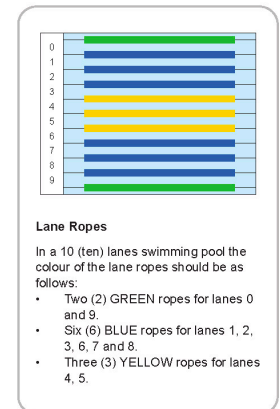 0
1
2
3
4
5
6
7
8
9
Lane Ropes
In a 10 (ten) lanes swimming pool the
colour of the lane ropes should be as
follows:
• Two (2) GREEN ropes for lanes 0
and 9.
• Six (6) BLUE ropes for lanes 1, 2,
3, 6, 7 and 8.
• Three (3) YELLOW ropes for lanes
4, 5.